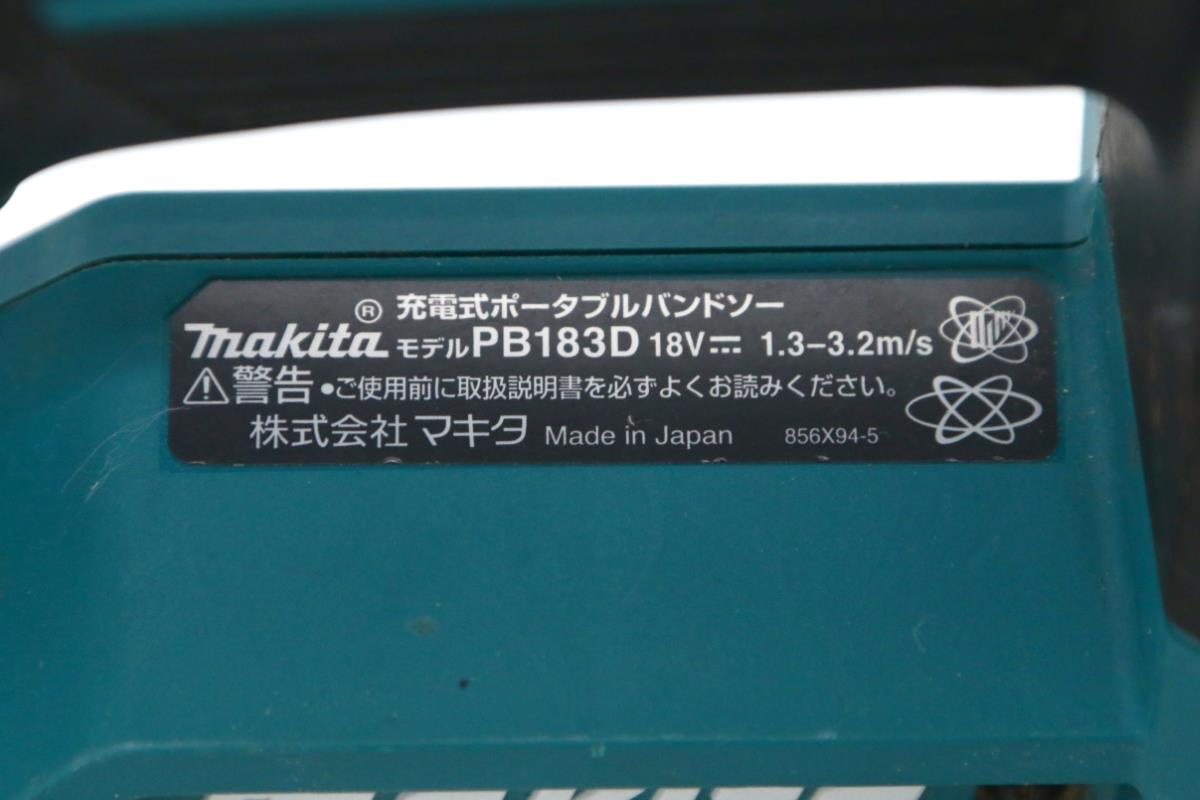 ® 充電式ポータブルバンドソー
makita モデルPB183D 18V⎓ 1.3–3.2m/s
⚠警告 •ご使用前に取扱説明書を必ずよくお読みください。
株式会社 マキタ Made in Japan 856X94-5